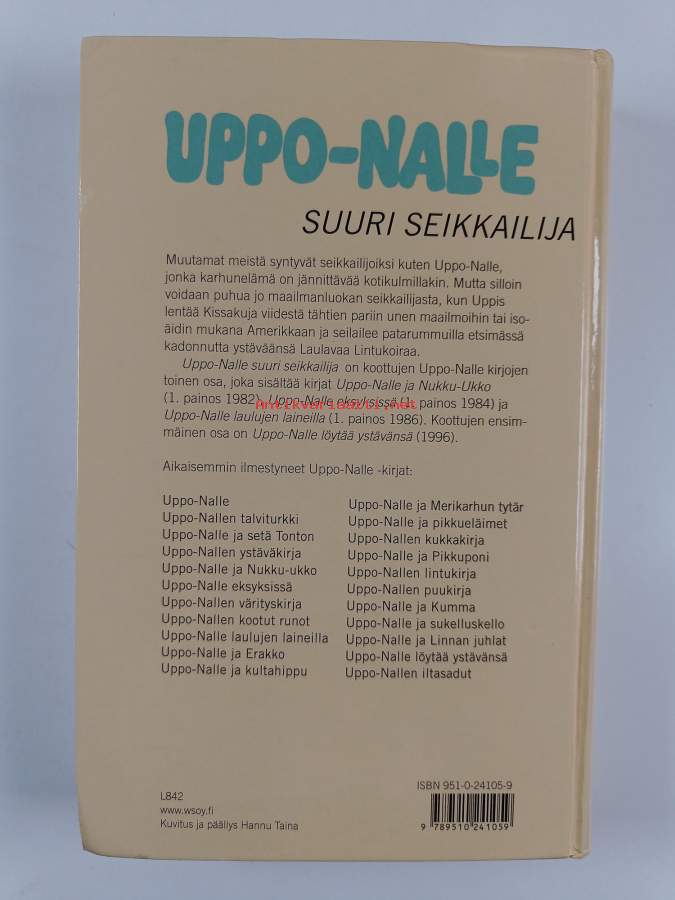 UPPO-NALLE
SUURI SEIKKAILIJA
Muutamat meistä syntyvät seikkailijoiksi kuten Uppo-Nalle,
jonka karhunelämä on jännittävää kotikulmillakin. Mutta silloin
voidaan puhua jo maailmanluokan seikkailijasta, kun Uppis
lentää Kissakuja viidestä tähtien pariin unen maailmoihin tai iso-
äidin mukana Amerikkaan ja seilailee patarummuilla etsimässä
kadonnutta ystäväänsä Laulavaa Lintukoiraa.
Uppo-Nalle suuri seikkailija on koottujen Uppo-Nalle kirjojen
toinen osa, joka sisältää kirjat Uppo-Nalle ja Nukku-Ukko
(1. painos 1982), Uppo-Nalle eksyksissä (1. painos 1984) ja
Antikvariaatti.net
Uppo-Nalle laulujen laineilla (1. painos 1986). Koottujen ensim-
mäinen osa on Uppo-Nalle löytää ystävänsä (1996).
Aikaisemmin ilmestyneet Uppo-Nalle -kirjat:
Uppo-Nalle
Uppo-Nallen talviturkki
Uppo-Nalle ja setä Tonton
Uppo-Nallen ystäväkirja
Uppo-Nalle ja Nukku-ukko
Uppo-Nalle eksyksissä
Uppo-Nallen värityskirja
Uppo-Nallen kootut runot
Uppo-Nalle laulujen laineilla
Uppo-Nalle ja Erakko
Uppo-Nalle ja kultahippu
Uppo-Nalle ja Merikarhun tytär
Uppo-Nalle ja pikkueläimet
Uppo-Nallen kukkakirja
Uppo-Nalle ja Pikkuponi
Uppo-Nallen lintukirja
Uppo-Nallen puukirja
Uppo-Nalle ja Kumma
Uppo-Nalle ja sukelluskello
Uppo-Nalle ja Linnan juhlat
Uppo-Nalle löytää ystävänsä
Uppo-Nallen iltasadut
L842
www.wsoy.fi
Kuvitus ja päällys Hannu Taina
ISBN 951-0-24105-9
9 789510 241059